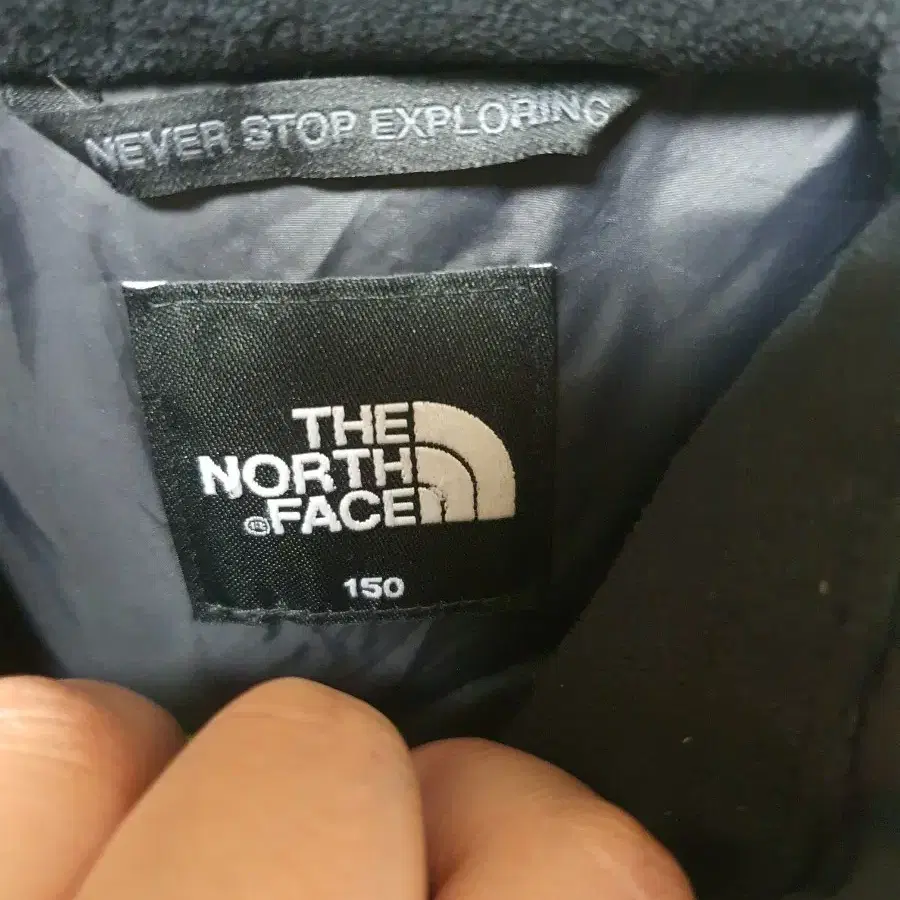 NEVER STOP EXPLORING
THE
NORTH
®FACE
150